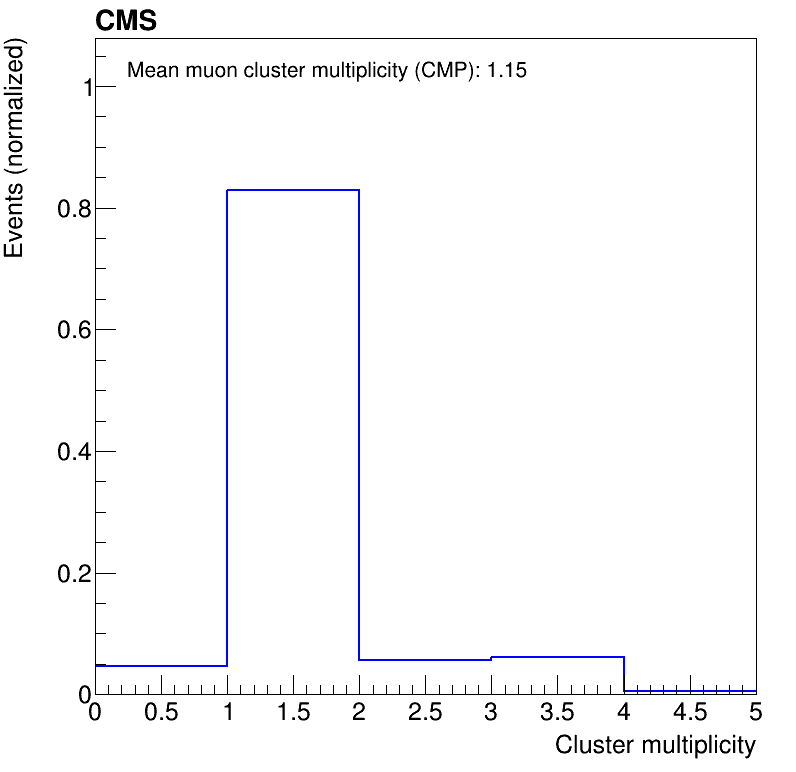 CMS
Mean muon cluster multiplicity (CMP): 1.15
Events (normalized)
1
0.8
0.6
0.4
0.2
0
0 0.5 1 1.5 2 2.5 3 3.5 4 4.5 5
Cluster multiplicity